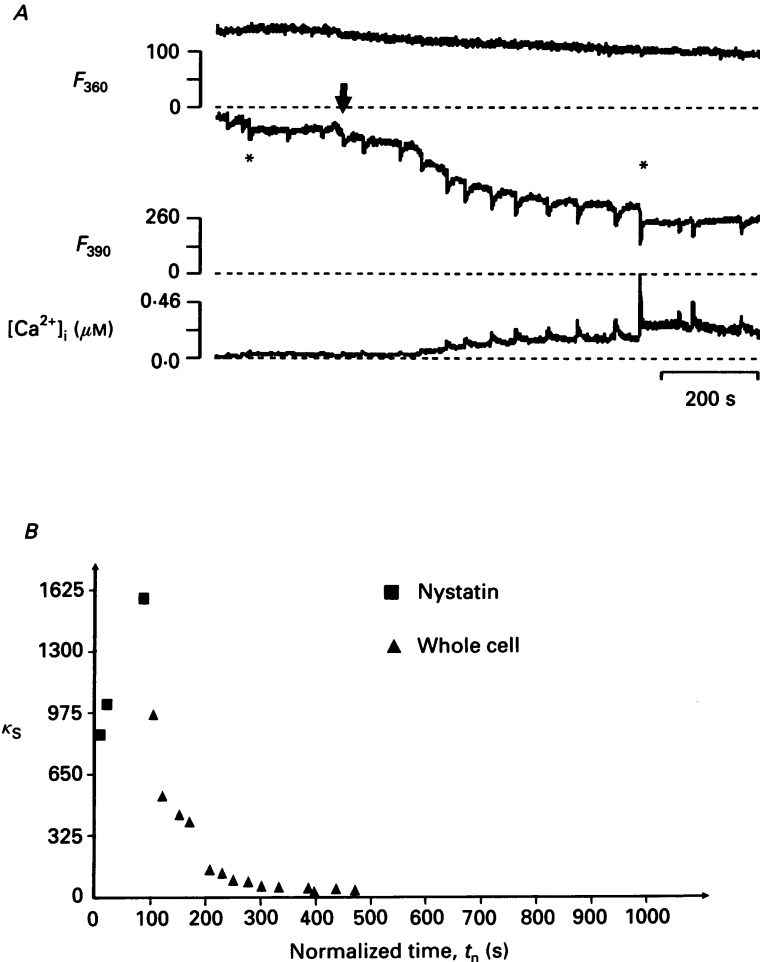 A
100
F360
0
*
*
260
F390
0
0·46
[Ca2+]i (μM)
0·0
200 s
B
1625
Nystatin
1300
Whole cell
975
κS
650
325
0
0 100 200 300 400 500 600 700 800 900 1000
Normalized time, tn (s)